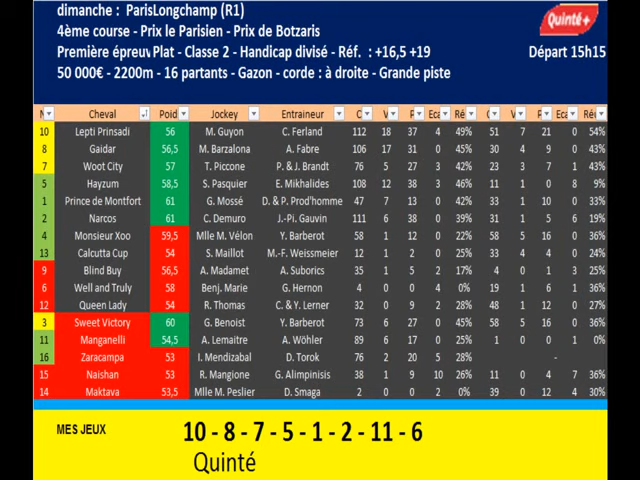 dimanche : ParisLongchamp (R1)
4ème course - Prix le Parisien - Prix de Botzaris
Première épreuv Plat - Classe 2 - Handicap divisé - Réf. : +16,5 +19
50 000€ - 2200m - 16 partants - Gazon - corde : à droite - Grande piste
Quinté+
Départ 15h15
N Cheval Poid Jockey Entraineur C V P Eca Ré C V P Eca Rée
10 Lepti Prinsadi 56 M. Guyon C. Ferland 112 18 37 4 49% 51 7 21 0 54%
8 Gaidar 56,5 M. Barzalona A. Fabre 106 17 31 0 45% 30 4 9 0 43%
7 Woot City 57 T. Piccone P. & J. Brandt 76 5 27 3 42% 23 3 7 1 43%
5 Hayzum 58,5 S. Pasquier E. Mikhalides 108 12 38 3 46% 11 1 0 8 9%
1 Prince de Montfort 61 G. Mossé D. & P. Prod'homme 47 7 13 0 42% 33 1 10 0 33%
2 Narcos 61 C. Demuro J.-Pi. Gauvin 111 6 38 0 39% 31 5 1 6 19%
4 Monsieur Xoo 59,5 Mlle M. Vélon Y. Barberot 58 1 12 0 22% 58 5 16 0 36%
13 Calcutta Cup 54 S. Maillot M.-F. Weissmeier 12 1 2 0 25% 33 4 4 0 24%
9 Blind Buy 56,5 A. Madamet A. Suborics 35 1 5 2 17% 4 0 1 3 25%
6 Well and Truly 58 Benj. Marie G. Hernon 4 0 0 4 0% 19 1 6 1 36%
12 Queen Lady 54 R. Thomas C. & Y. Lerner 32 0 9 2 28% 48 1 12 0 27%
3 Sweet Victory 60 G. Benoist Y. Barberot 73 6 27 0 45% 58 5 16 0 36%
11 Manganelli 54,5 A. Lemaitre A. Wöhler 89 6 17 0 25% 1 0 0 1 0%
16 Zaracampa 53 I. Mendizabal D. Torok 76 2 20 5 28% -
15 Naishan 53 R. Mangione G. Alimpinisis 38 1 9 10 26% 11 0 4 7 36%
14 Maktava 53,5 Mlle M. Peslier D. Smaga 2 0 0 2 0% 39 0 12 4 30%
MES JEUX
10 - 8 - 7 - 5 - 1 - 2 - 11 - 6
Quinté